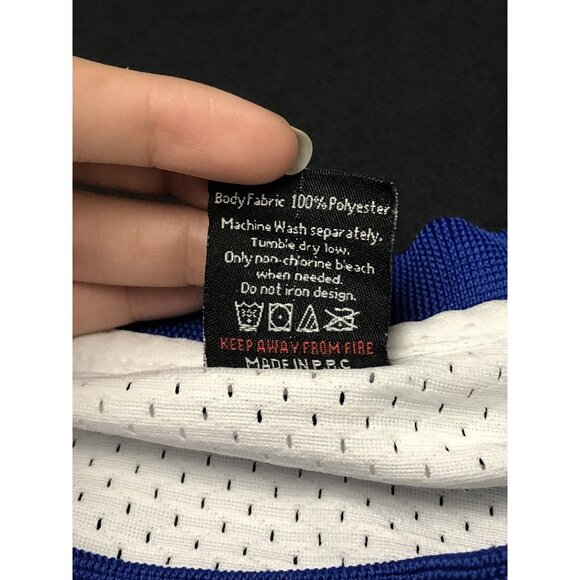 Body Fabric 100% Polyester
Machine Wash separately.
Tumble dry low.
Only non-chlorine bleach
when needed.
Do not iron design.
KEEP AWAY FROM FIRE
MADE IN P.R.C